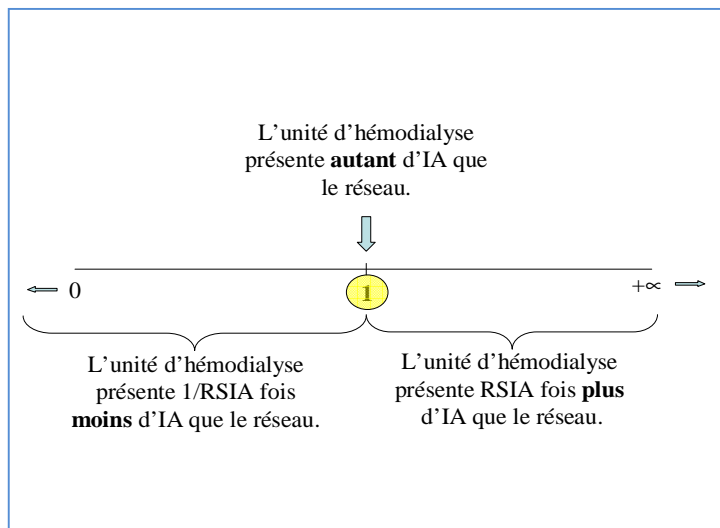 L'unité d'hémodialyse
présente autant d'IA que
le réseau.
0
1
+∝
L'unité d'hémodialyse
présente 1/RSIA fois
moins d'IA que le réseau.
L'unité d'hémodialyse
présente RSIA fois plus
d'IA que le réseau.